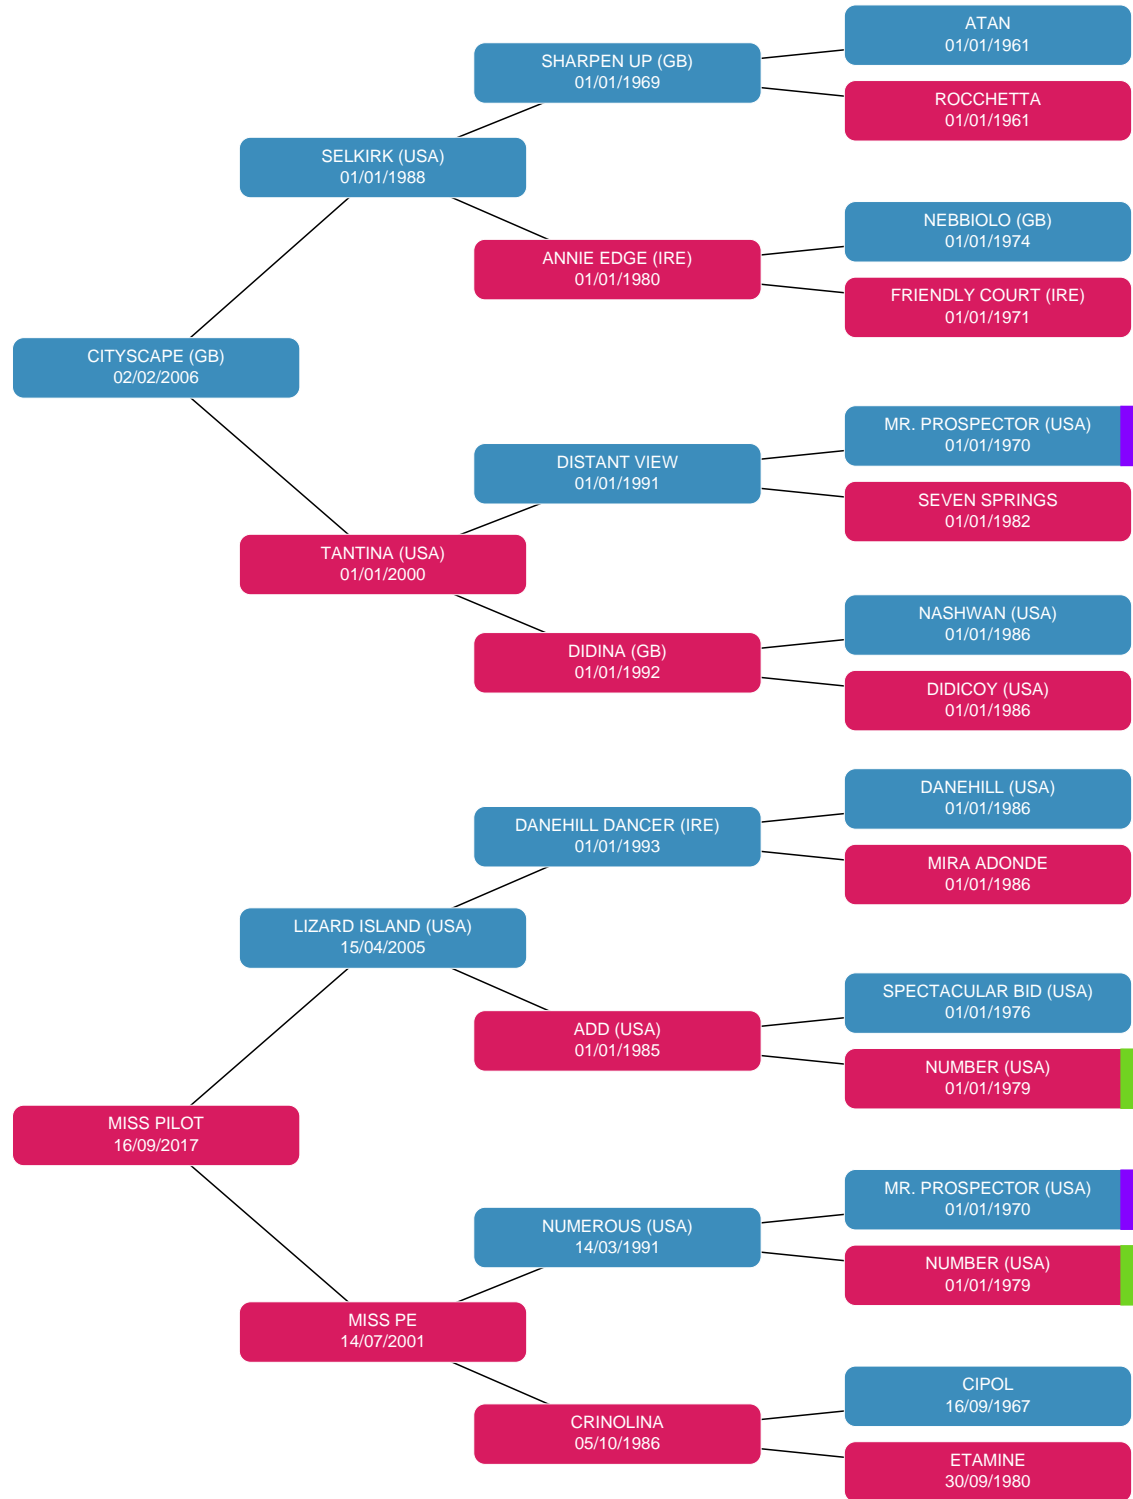 ATAN
01/01/1961
SHARPEN UP (GB)
01/01/1969
ROCCHETTA
01/01/1961
SELKIRK (USA)
01/01/1988
NEBBIOLO (GB)
01/01/1974
ANNIE EDGE (IRE)
01/01/1980
FRIENDLY COURT (IRE)
01/01/1971
CITYSCAPE (GB)
02/02/2006
MR. PROSPECTOR (USA)
01/01/1970
DISTANT VIEW
01/01/1991
SEVEN SPRINGS
01/01/1982
TANTINA (USA)
01/01/2000
NASHWAN (USA)
01/01/1986
DIDINA (GB)
01/01/1992
DIDICOY (USA)
01/01/1986
DANEHILL (USA)
01/01/1986
DANEHILL DANCER (IRE)
01/01/1993
MIRA ADONDE
01/01/1986
LIZARD ISLAND (USA)
15/04/2005
SPECTACULAR BID (USA)
01/01/1976
ADD (USA)
01/01/1985
NUMBER (USA)
01/01/1979
MISS PILOT
16/09/2017
MR. PROSPECTOR (USA)
01/01/1970
NUMEROUS (USA)
14/03/1991
NUMBER (USA)
01/01/1979
MISS PE
14/07/2001
CIPOL
16/09/1967
CRINOLINA
05/10/1986
ETAMINE
30/09/1980